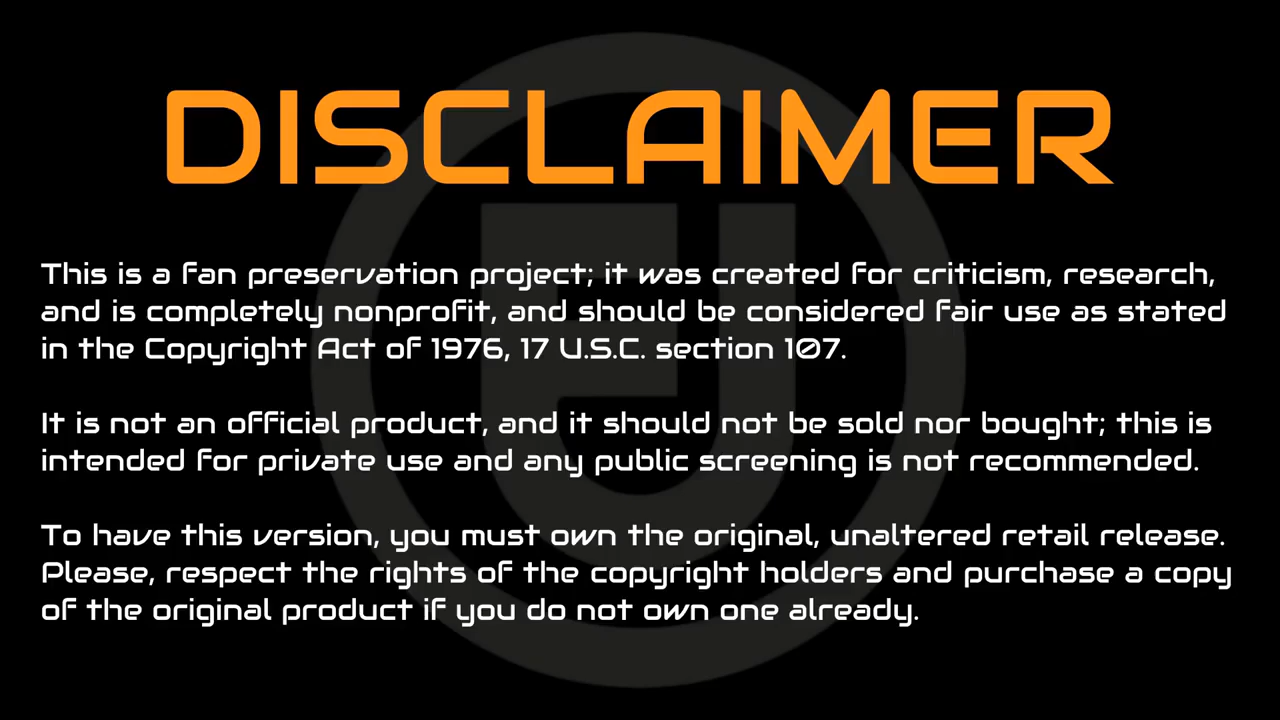 DISCLAIMER
This is a fan preservation project; it was created for criticism, research,
and is completely nonprofit, and should be considered fair use as stated
in the Copyright Act of 1976, 17 U.S.C. section 107.
It is not an official product, and it should not be sold nor bought; this is
intended for private use and any public screening is not recommended.
To have this version, you must own the original, unaltered retail release.
Please, respect the rights of the copyright holders and purchase a copy
of the original product if you do not own one already.